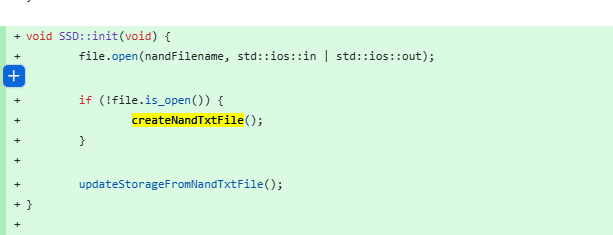 + void SSD::init(void) {
+ file.open(nandFilename, std::ios::in | std::ios::out);
+
+ if (!file.is_open()) {
+ createNandTxtFile();
+ }
+
+ updateStorageFromNandTxtFile();
+ }
+